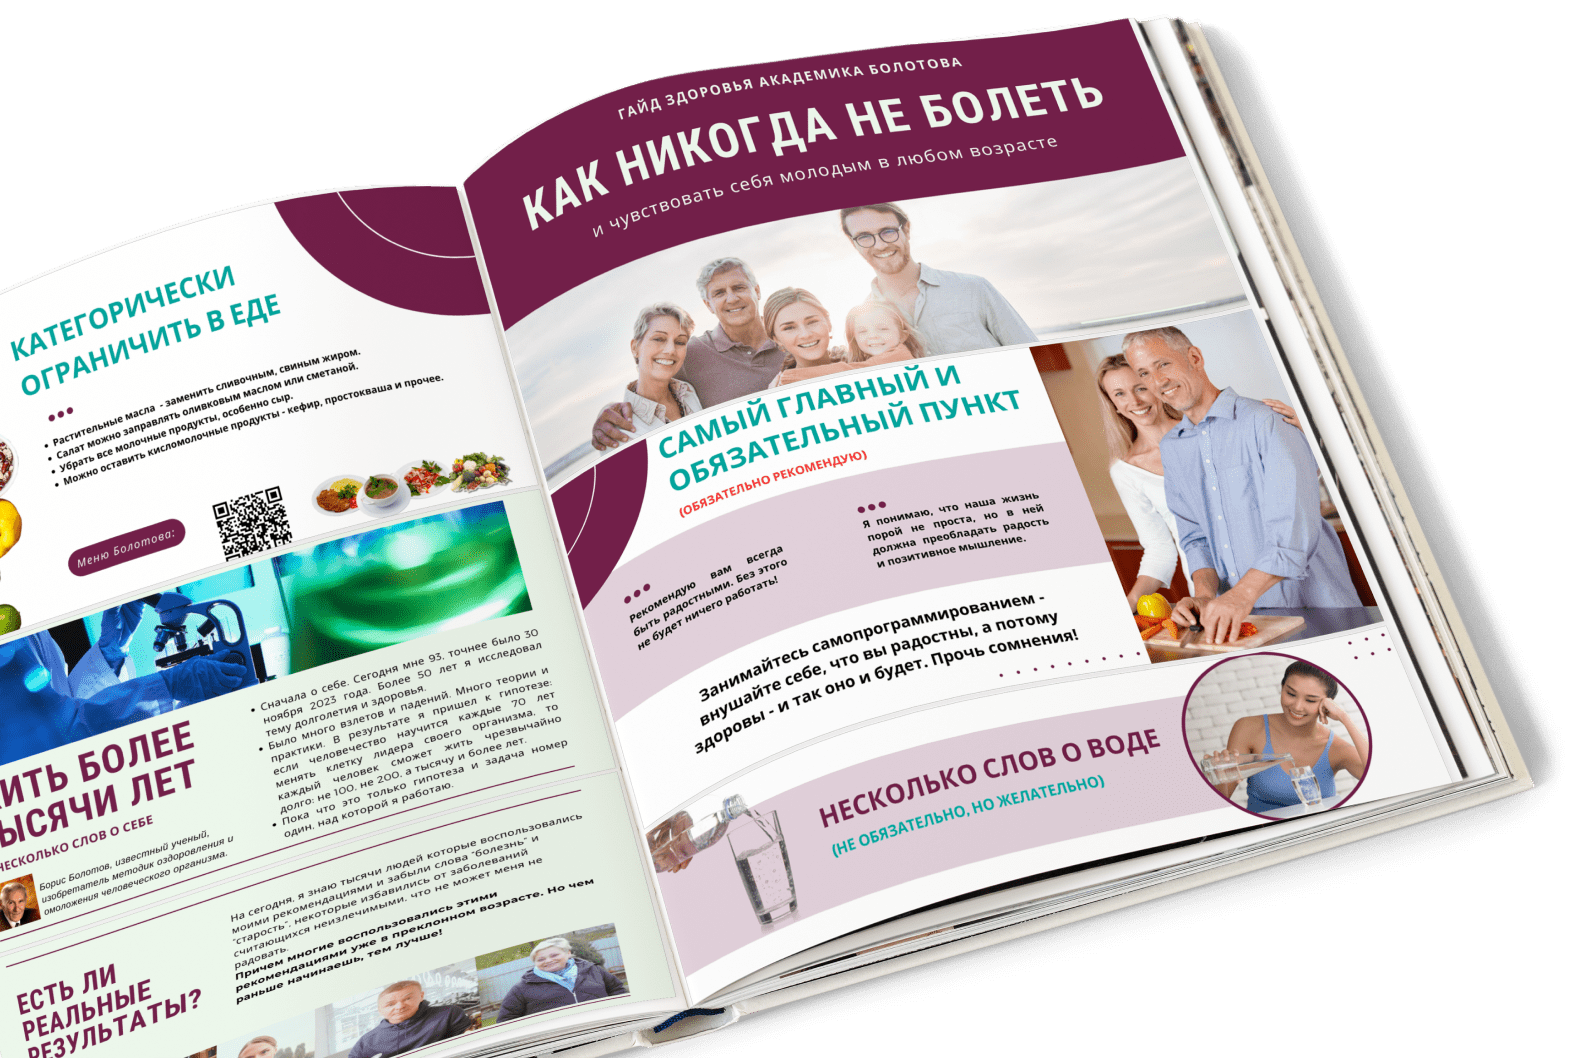 КАТЕГОРИЧЕСКИ
ОГРАНИЧИТЬ В ЕДЕ
Растительные масла - заменить сливочным, свиным жиром.
Салат можно заправлять оливковым маслом или сметаной.
Убрать все молочные продукты, особенно сыр.
Можно оставить кисломолочные продукты - кефир, простокваша и прочее.
Меню Болотова:
ИТЬ БОЛЕЕ
ЫСЯЧИ ЛЕТ
НЕСКОЛЬКО СЛОВ О СЕБЕ
Борис Болотов, известный ученый,
изобретатель методик оздоровления и
омоложения человеческого организма.
Сначала о себе. Сегодня мне 93, точнее было 30
ноября 2023 года. Более 50 лет я исследовал
тему долголетия и здоровья.
Было много взлетов и падений. Много теории и
практики. В результате я пришел к гипотезе:
если человечество научится каждые 70 лет
менять клетку лидера своего организма, то
каждый человек сможет жить чрезвычайно
долго: не 100, не 200, а тысячу и более лет.
Пока что это только гипотеза и задача номер
один, над которой я работаю.
ЕСТЬ ЛИ
РЕАЛЬНЫЕ
РЕЗУЛЬТАТЫ?
На сегодня, я знаю тысячи людей которые воспользовались
моими рекомендациями и забыли слова "болезнь" и
"старость", некоторые избавились от заболеваний
считающихся неизлечимыми, что не может меня не
радовать.
Причем многие воспользовались этими
рекомендациями уже в преклонном возрасте. Но чем
раньше начинаешь, тем лучше!
ГАЙД ЗДОРОВЬЯ АКАДЕМИКА БОЛОТОВА
КАК НИКОГДА НЕ БОЛЕТЬ
и чувствовать себя молодым в любом возрасте
САМЫЙ ГЛАВНЫЙ И
ОБЯЗАТЕЛЬНЫЙ ПУНКТ
(ОБЯЗАТЕЛЬНО РЕКОМЕНДУЮ)
Рекомендую вам всегда
быть радостными. Без этого
не будет ничего работать!
Я понимаю, что наша жизнь
порой не проста, но в ней
должна преобладать радость
и позитивное мышление.
Занимайтесь самопрограммированием -
внушайте себе, что вы радостны, а потому
здоровы - и так оно и будет. Прочь сомнения!
НЕСКОЛЬКО СЛОВ О ВОДЕ
(НЕ ОБЯЗАТЕЛЬНО, НО ЖЕЛАТЕЛЬНО)